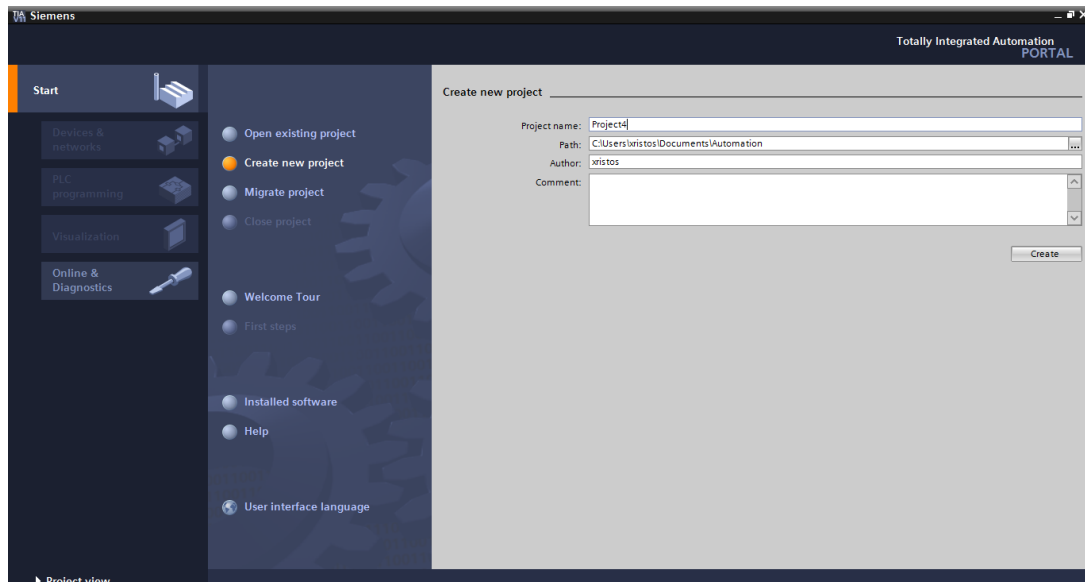 Siemens
Totally Integrated Automation
PORTAL
Start
Devices &
networks
PLC
programming
Visualization
Online &
Diagnostics
Open existing project
Create new project
Migrate project
Close project
Welcome Tour
First steps
Installed software
Help
User interface language
Create new project
Project name: Project4
Path: C:\Users\xristos\Documents\Automation
...
Author: xristos
Comment:
Create
Project view